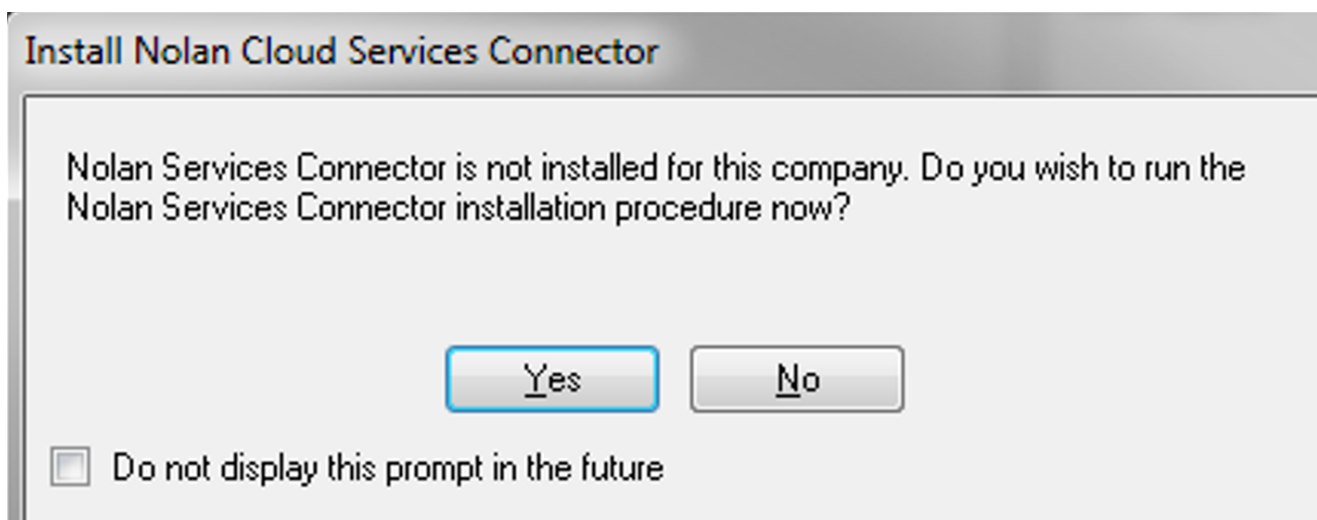 Install Nolan Cloud Services Connector
Nolan Services Connector is not installed for this company. Do you wish to run the
Nolan Services Connector installation procedure now?
Yes
No
Do not display this prompt in the future